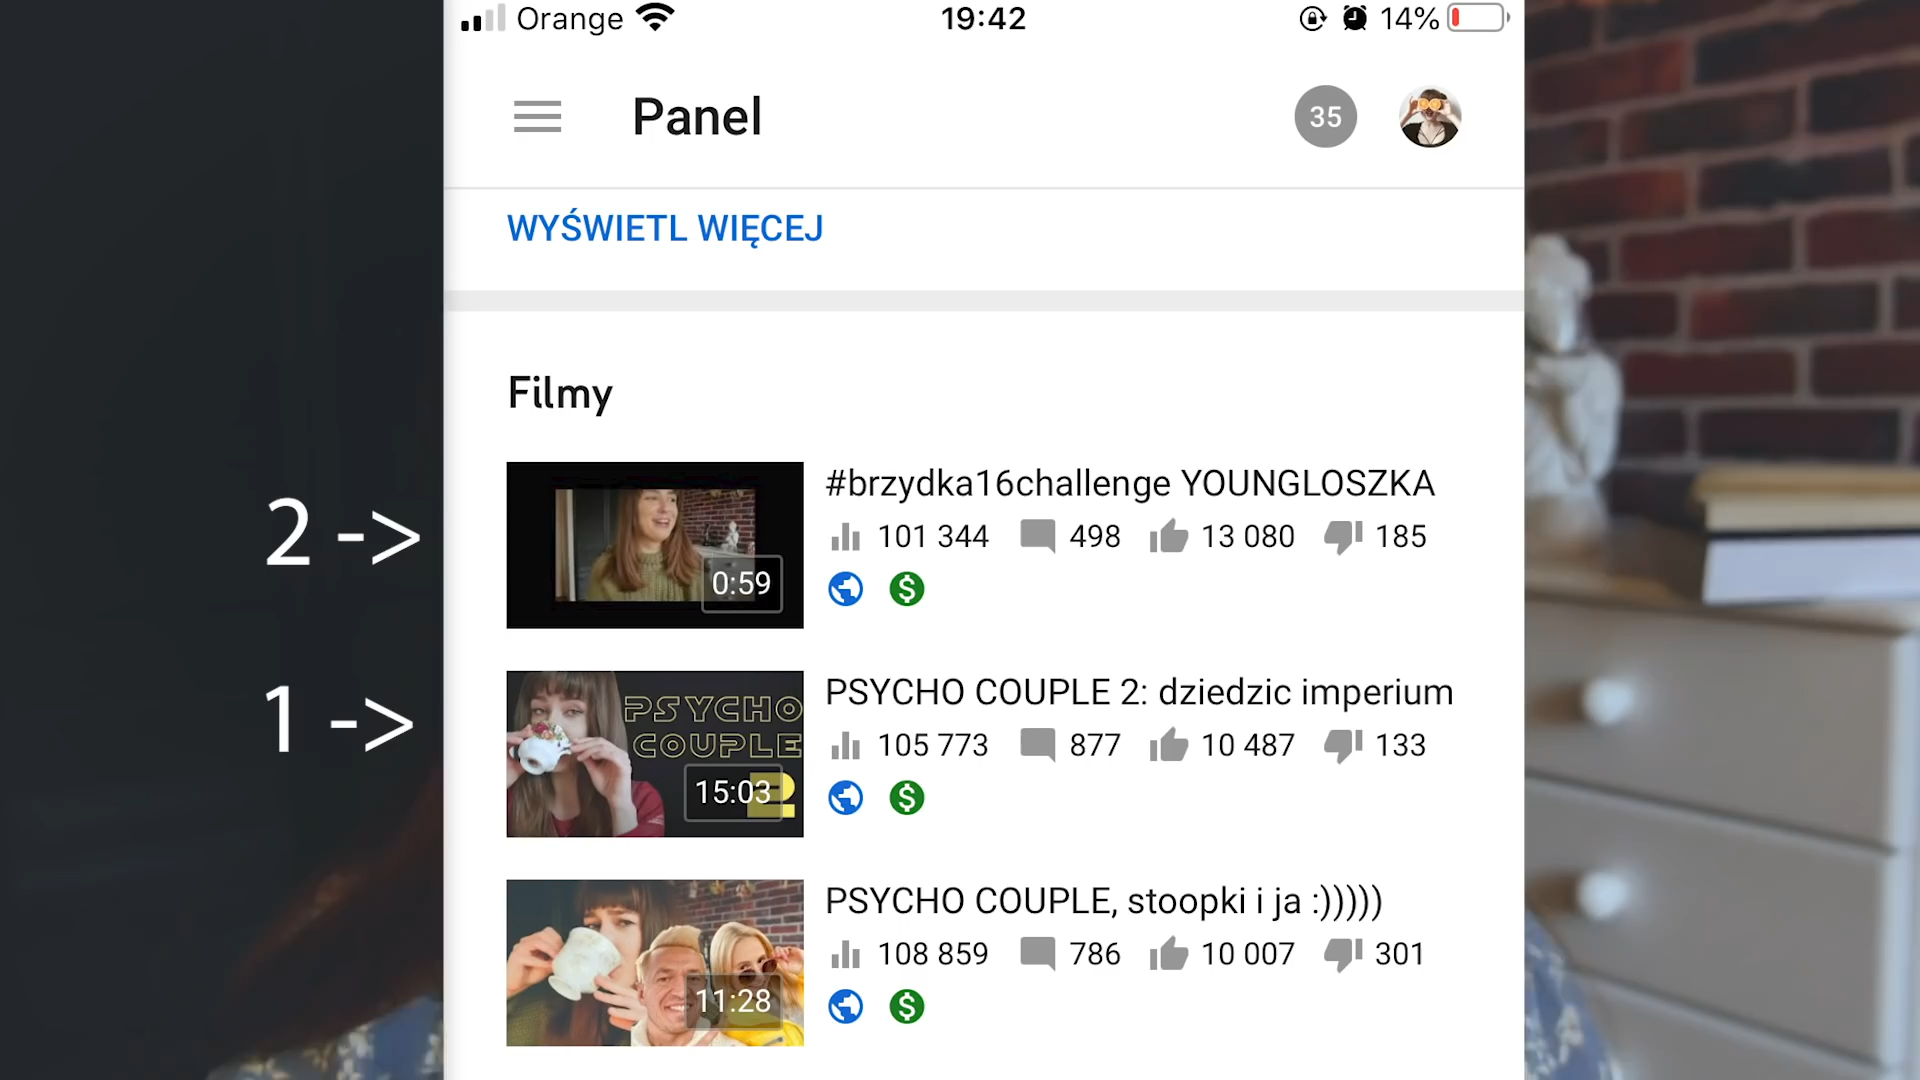 Orange 19:42 14%
Panel 35
WYŚWIETL WIĘCEJ
Filmy
#brzydka16challenge YOUNGLOSZKA
101 344 498 13 080 185
2 ->
0:59
PSYCHO COUPLE 2: dziedzic imperium
PSYCHO
COUPLE
2
105 773 877 10 487 133
1 ->
15:03
PSYCHO COUPLE, stoopki i ja :)))))
108 859 786 10 007 301
11:28